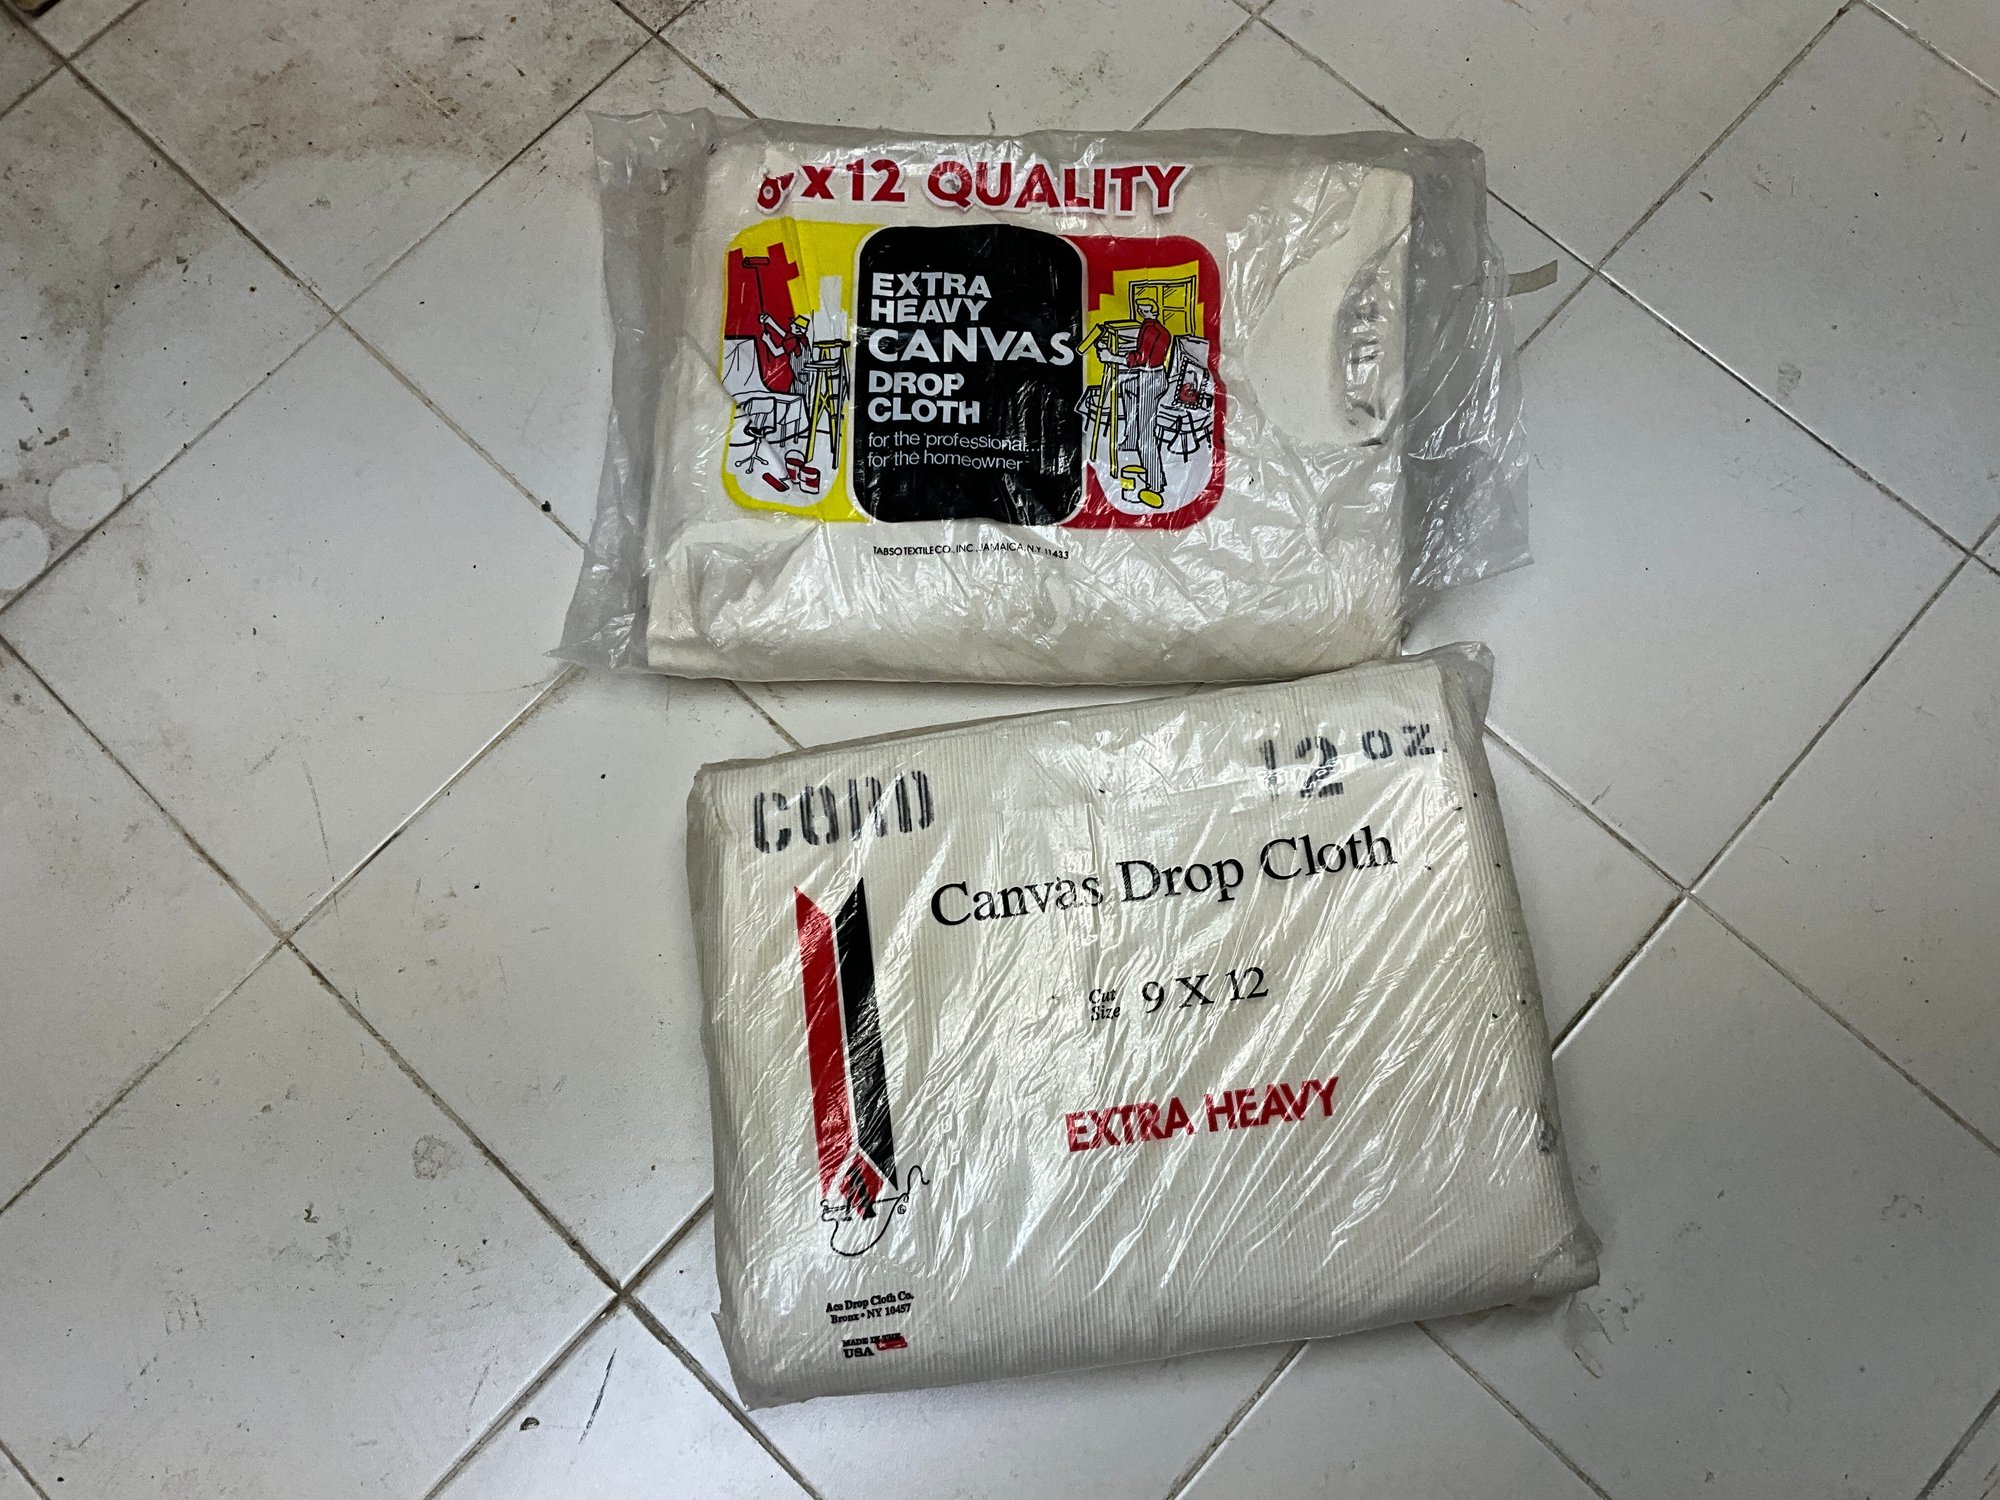 X 12 QUALITY
EXTRA
HEAVY
CANVAS
DROP
CLOTH
for the professional...
for the homeowner
TABSO TEXTILE CO., INC., JAMAICA, N.Y. 11433
CORD
12 oz.
Canvas Drop Cloth
Cut Size 9 X 12
EXTRA HEAVY
Ace Drop Cloth Co.
Bronx • NY 10457
MADE IN THE
USA